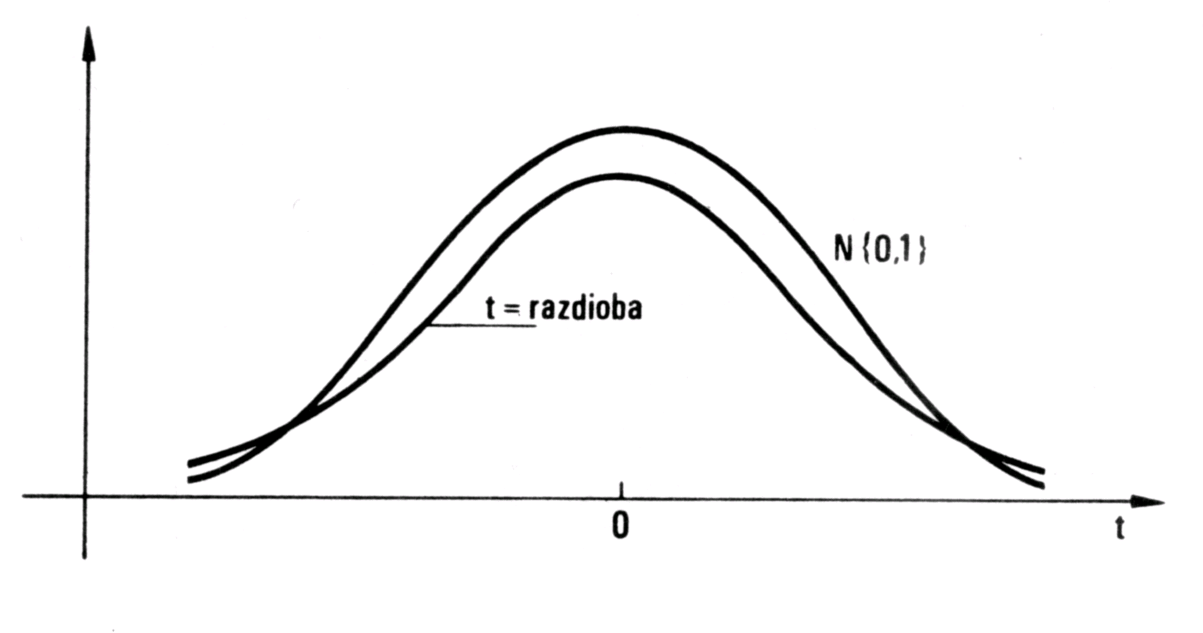 N{0,1}
t = razdioba
0
t